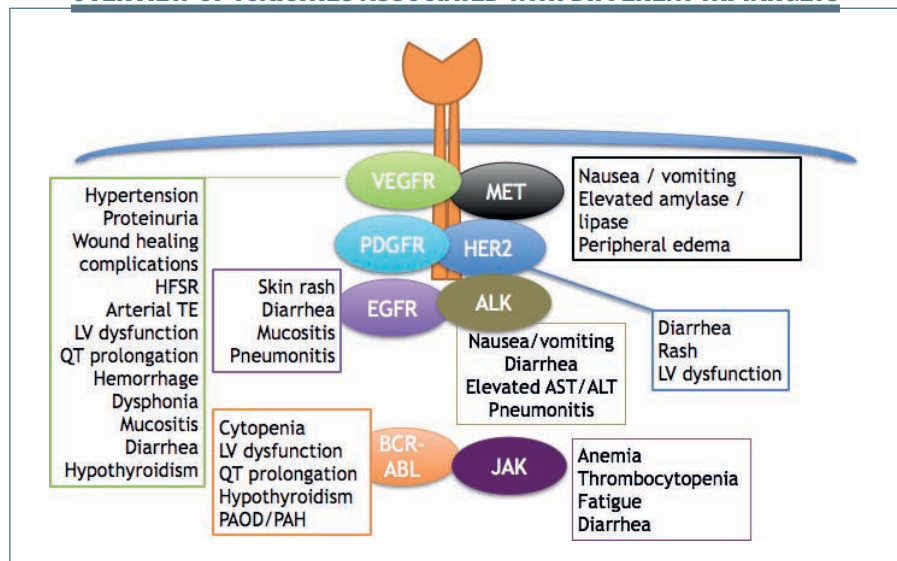 VEGFR
MET
PDGFR
HER2
EGFR
ALK
BCR-
ABL
JAK
Hypertension
Proteinuria
Wound healing
complications
HFSR
Arterial TE
LV dysfunction
QT prolongation
Hemorrhage
Dysphonia
Mucositis
Diarrhea
Hypothyroidism
Nausea / vomiting
Elevated amylase /
lipase
Peripheral edema
Skin rash
Diarrhea
Mucositis
Pneumonitis
Nausea/vomiting
Diarrhea
Elevated AST/ALT
Pneumonitis
Diarrhea
Rash
LV dysfunction
Cytopenia
LV dysfunction
QT prolongation
Hypothyroidism
PAOD/PAH
Anemia
Thrombocytopenia
Fatigue
Diarrhea